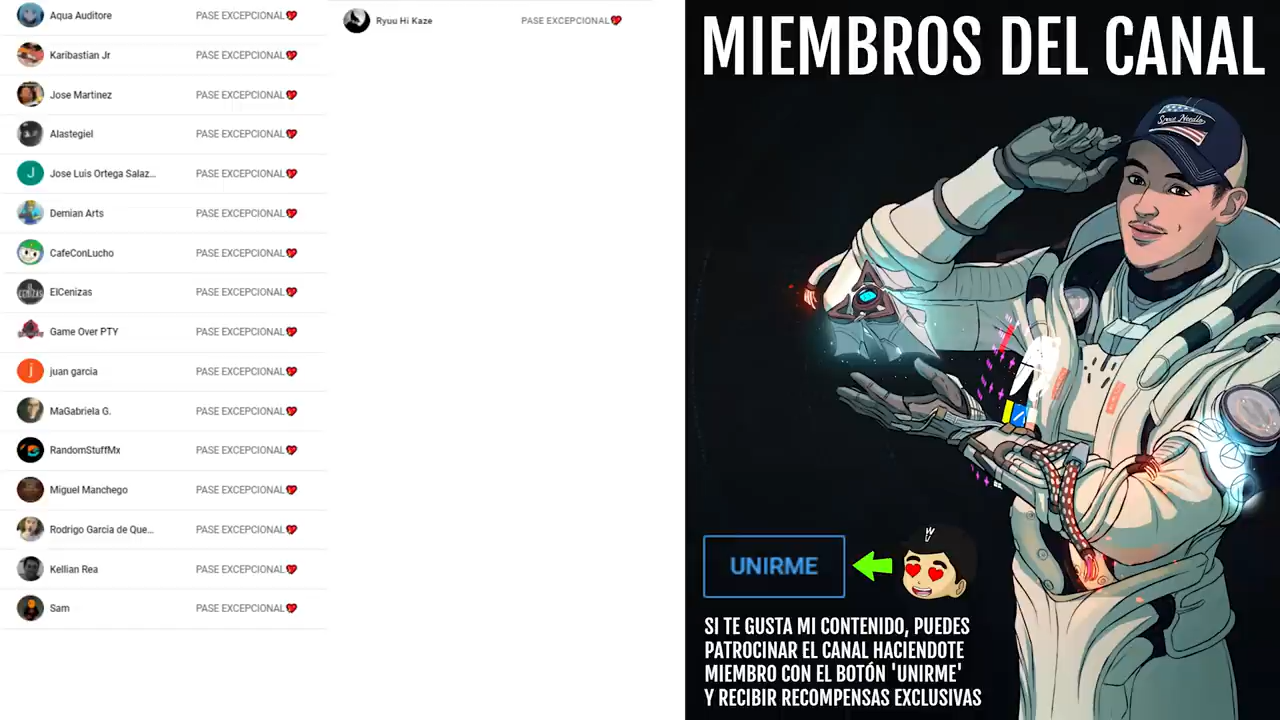 Aqua Auditore PASE EXCEPCIONAL
Karibastian Jr PASE EXCEPCIONAL
Jose Martinez PASE EXCEPCIONAL
Alastegiel PASE EXCEPCIONAL
J Jose Luis Ortega Salaz... PASE EXCEPCIONAL
Demian Arts PASE EXCEPCIONAL
CafeConLucho PASE EXCEPCIONAL
ElCenizas PASE EXCEPCIONAL
Game Over PTY PASE EXCEPCIONAL
j juan garcia PASE EXCEPCIONAL
MaGabriela G. PASE EXCEPCIONAL
RandomStuffMx PASE EXCEPCIONAL
Miguel Manchego PASE EXCEPCIONAL
Rodrigo Garcia de Que... PASE EXCEPCIONAL
Kellian Rea PASE EXCEPCIONAL
Sam PASE EXCEPCIONAL
Ryuu Hi Kaze PASE EXCEPCIONAL
MIEMBROS DEL CANAL
Space Needle
UNIRME
SI TE GUSTA MI CONTENIDO, PUEDES
PATROCINAR EL CANAL HACIENDOTE
MIEMBRO CON EL BOTÓN 'UNIRME'
Y RECIBIR RECOMPENSAS EXCLUSIVAS